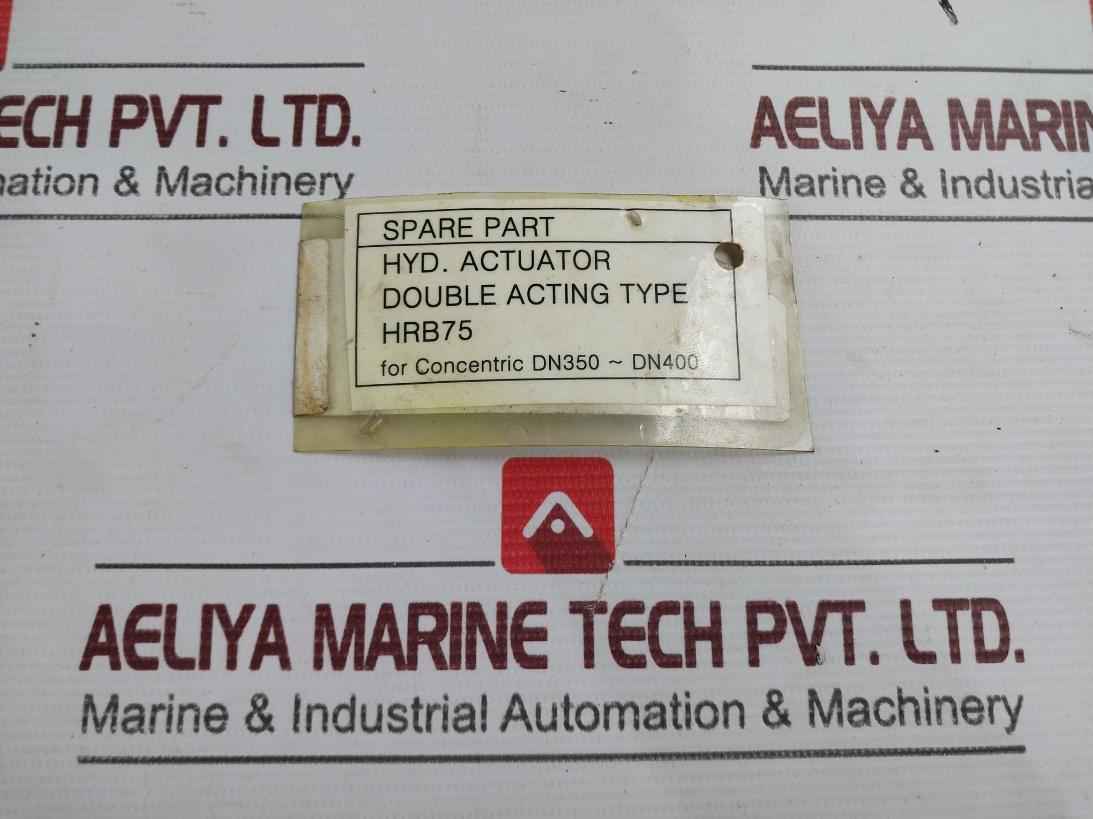 ECH PVT. LTD.
ation & Machinery
AELIYA MARIN
Marine & Industria
SPARE PART
HYD. ACTUATOR
DOUBLE ACTING TYPE
HRB75
for Concentric DN350 ~ DN400
AELIYA MARINE TECH PVT. LTD.
Marine & Industrial Automation & Machinery